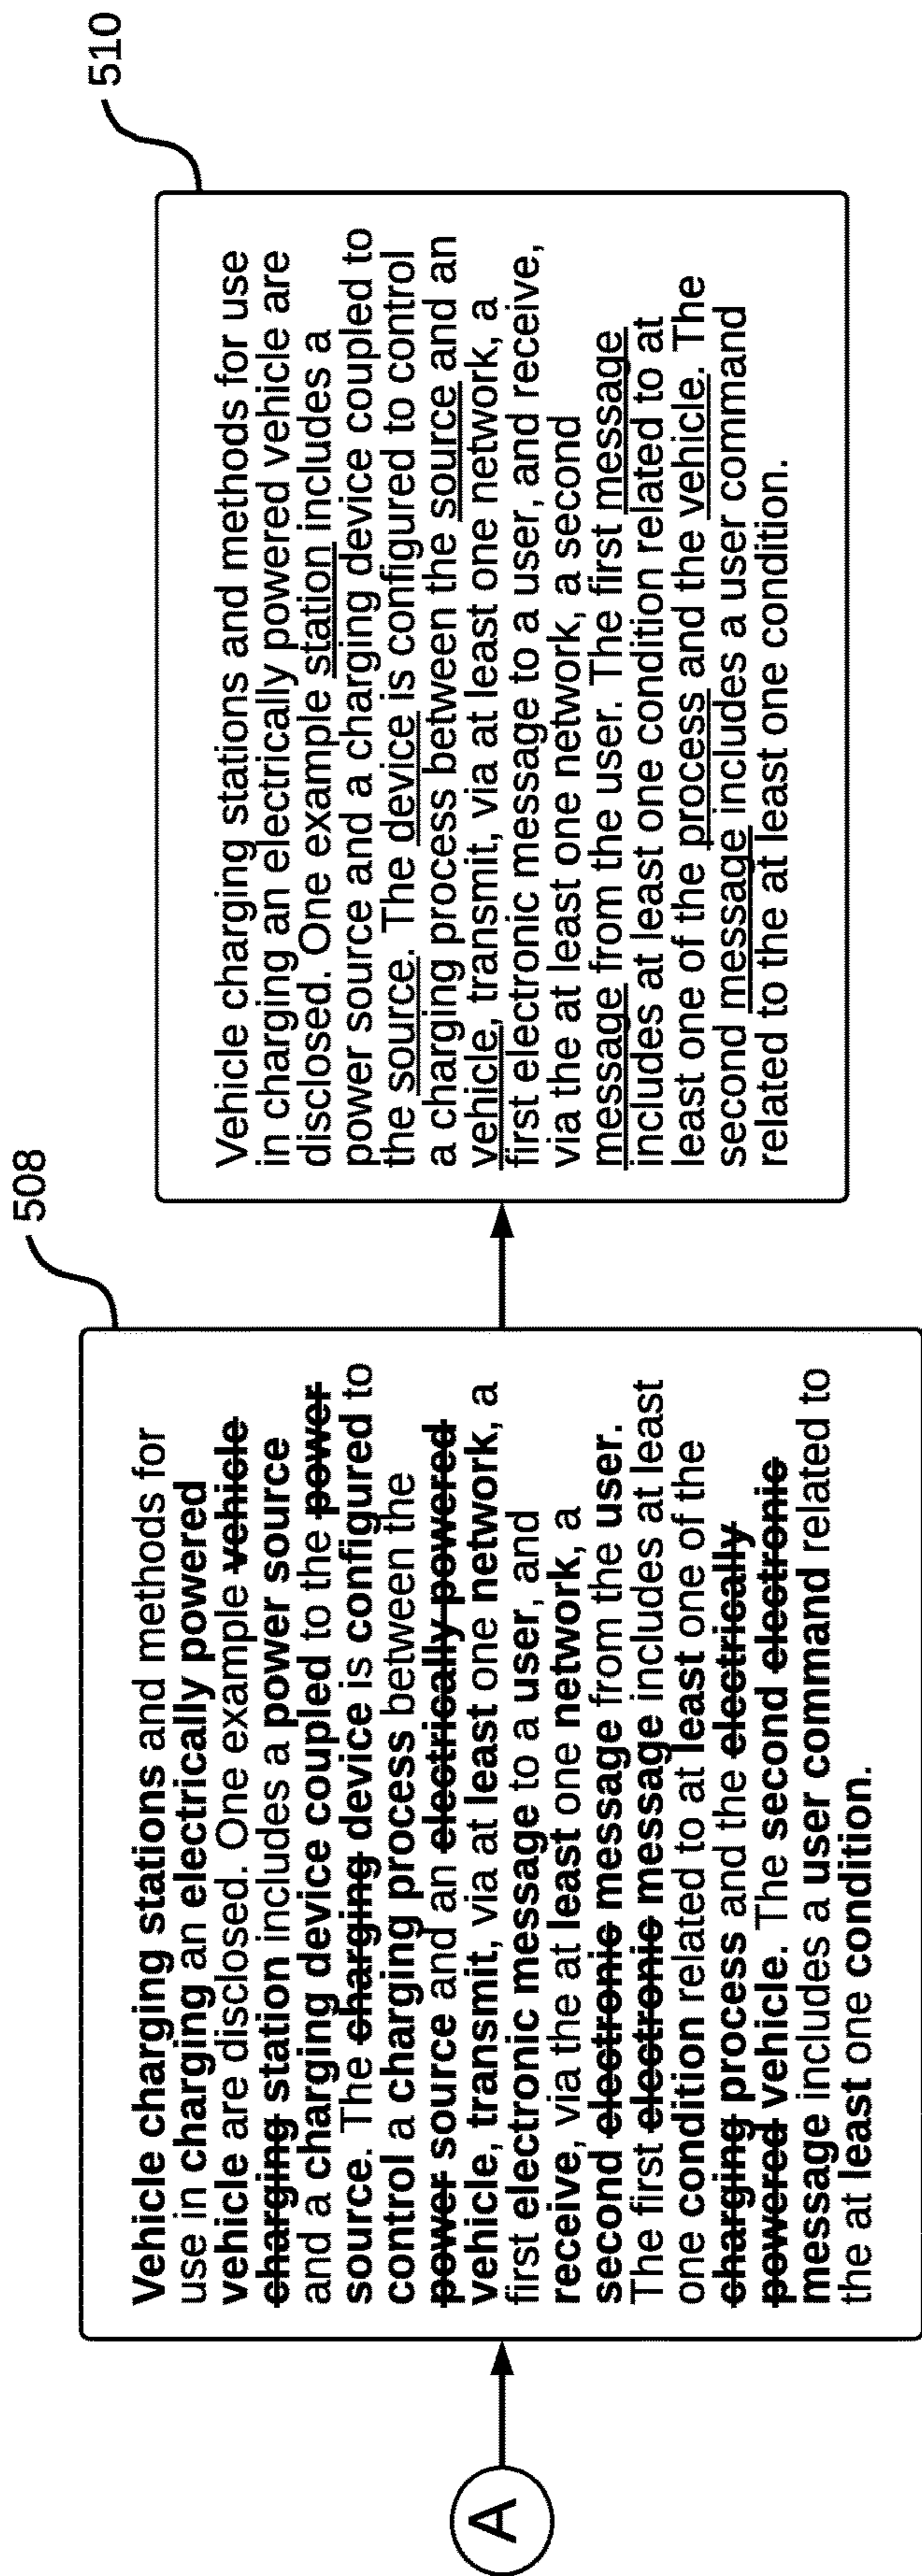 A
508
Vehicle charging stations and methods for
use in charging an electrically powered
vehicle are disclosed. One example vehicle
charging station includes a power source
and a charging device coupled to the power
source. The charging device is configured to
control a charging process between the
power source and an electrically powered
vehicle, transmit, via at least one network, a
first electronic message to a user, and
receive, via the at least one network, a
second electronic message from the user.
The first electronic message includes at least
one condition related to at least one of the
charging process and the electrically
powered vehicle. The second electronic
message includes a user command related to
the at least one condition.
510
Vehicle charging stations and methods for use
in charging an electrically powered vehicle are
disclosed. One example station includes a
power source and a charging device coupled to
the source. The device is configured to control
a charging process between the source and an
vehicle, transmit, via at least one network, a
first electronic message to a user, and receive,
via the at least one network, a second
message from the user. The first message
includes at least one condition related to at
least one of the process and the vehicle. The
second message includes a user command
related to the at least one condition.